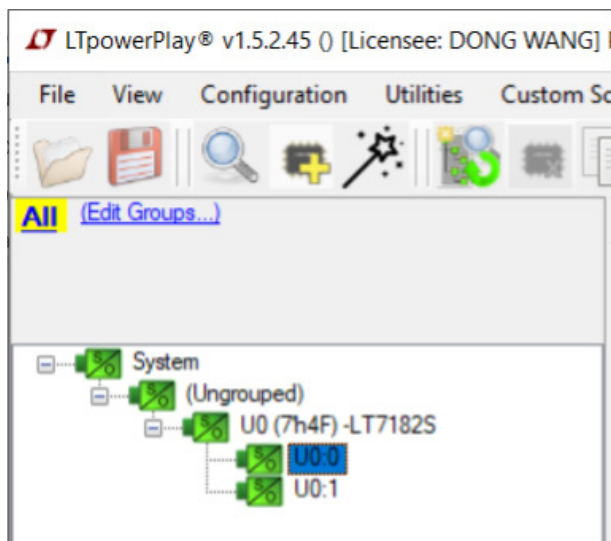 LTpowerPlay® v1.5.2.45 () [Licensee: DONG WANG]
File View Configuration Utilities Custom Sc
All (Edit Groups...)
System
(Ungrouped)
U0 (7h4F) -LT7182S
U0:0
U0:1